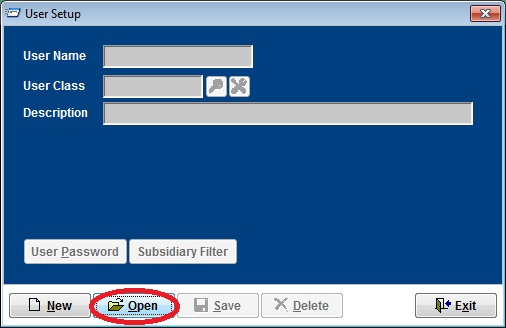 User Setup
User Name
User Class
Description
User Password Subsidiary Filter
New Open Save Delete Exit